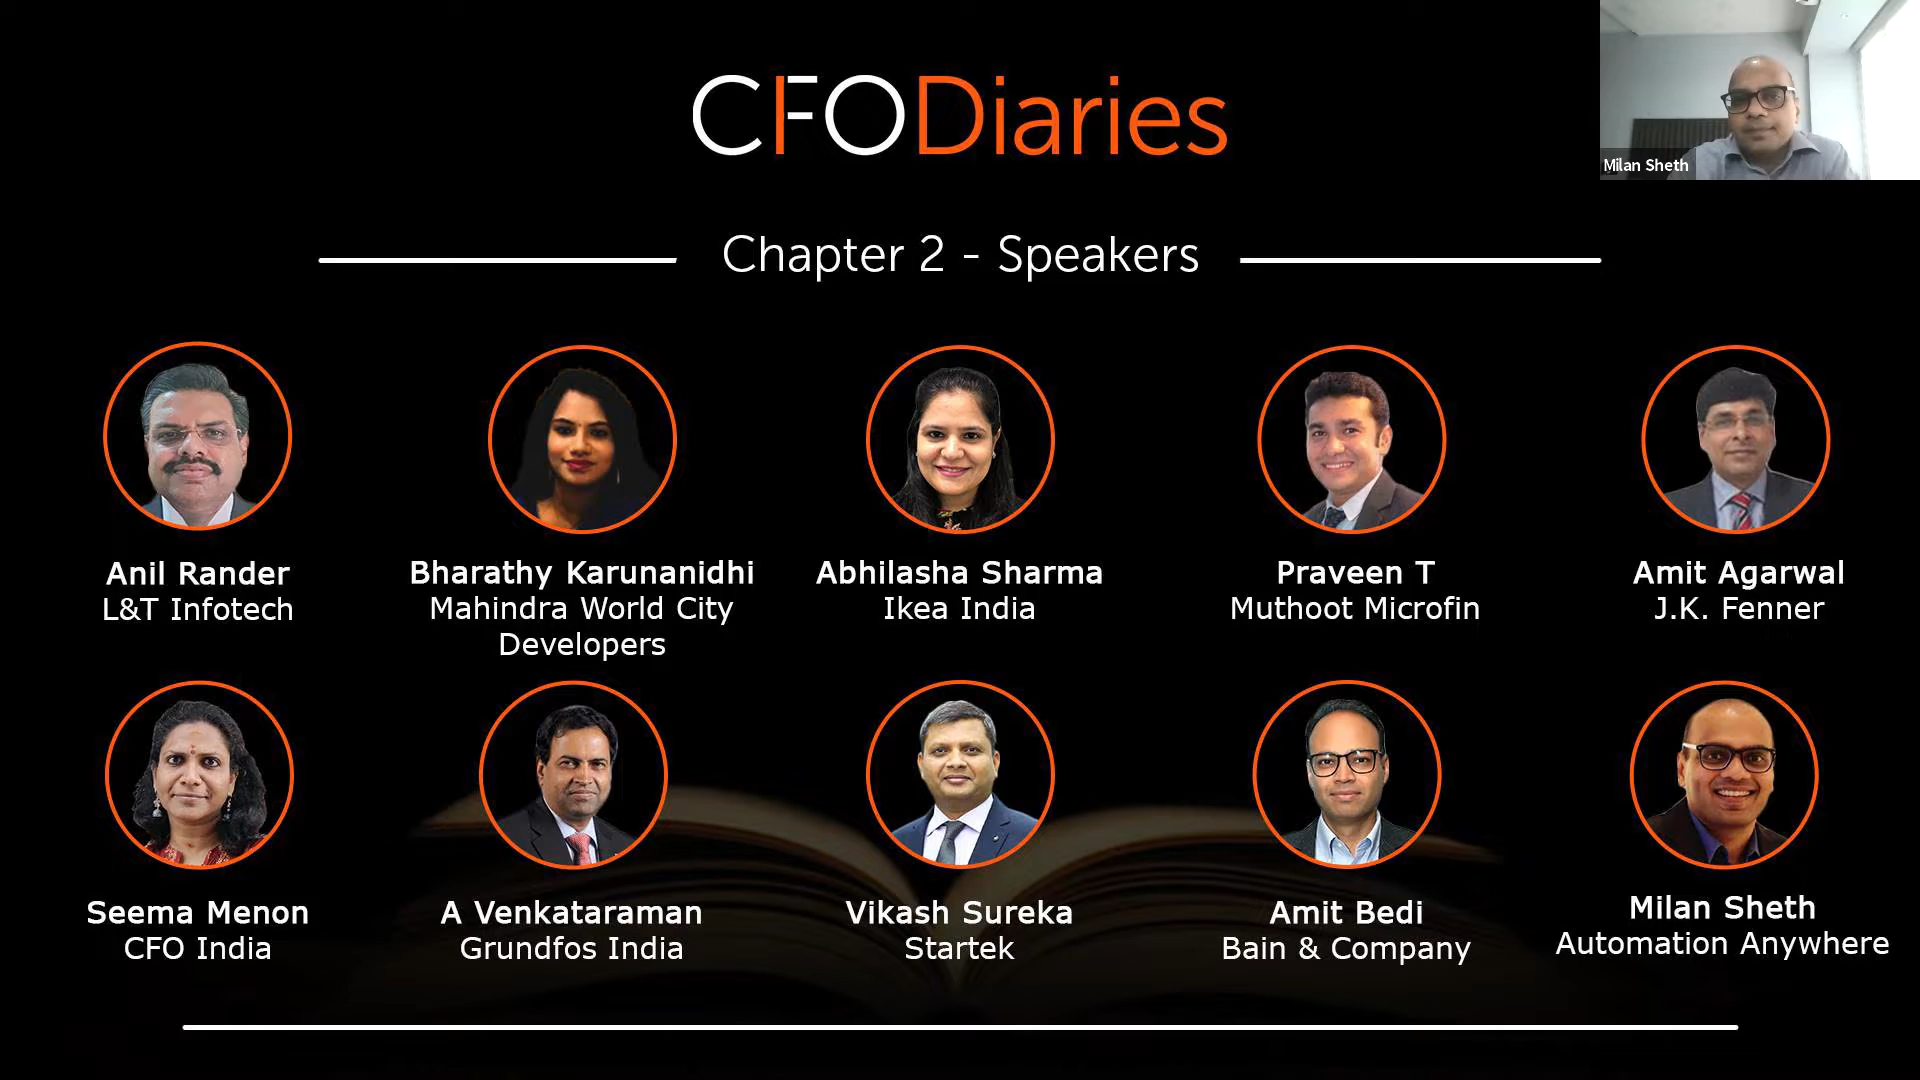 CFODiaries
Milan Sheth
Chapter 2 - Speakers
Anil Rander
L&T Infotech
Bharathy Karunanidhi
Mahindra World City
Developers
Abhilasha Sharma
Ikea India
Praveen T
Muthoot Microfin
Amit Agarwal
J.K. Fenner
Seema Menon
CFO India
A Venkataraman
Grundfos India
Vikash Sureka
Startek
Amit Bedi
Bain & Company
Milan Sheth
Automation Anywhere